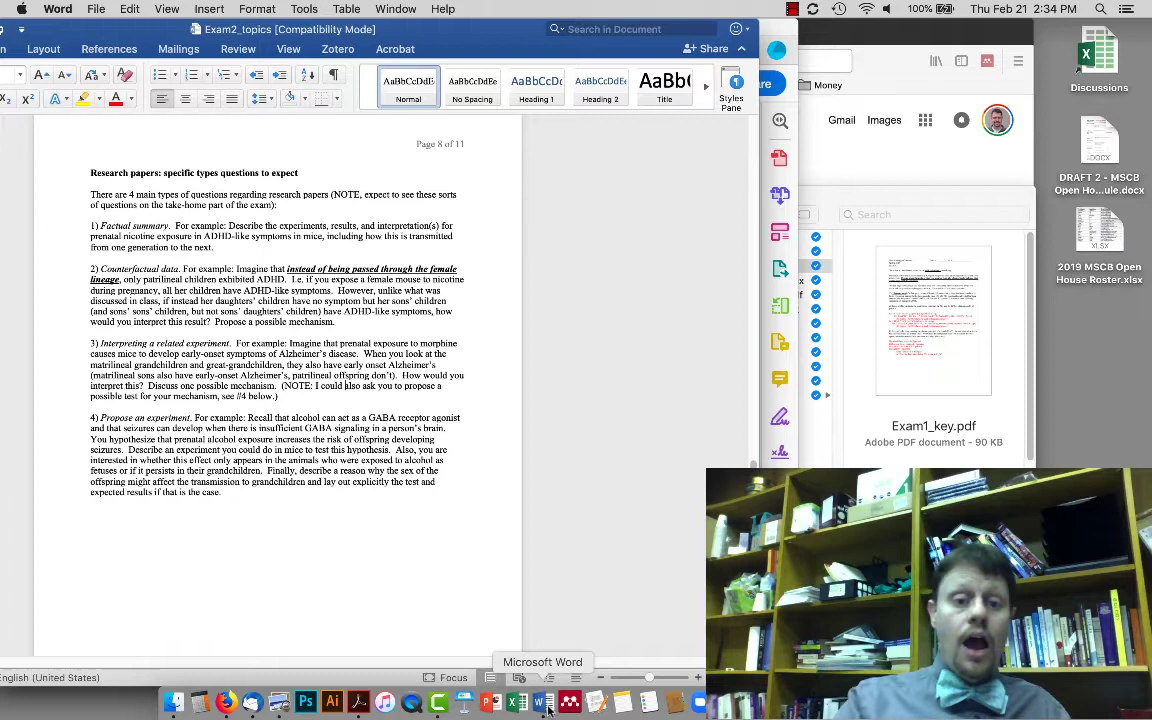 Word File Edit View Insert Format Tools Table Window Help 100% Thu Feb 21 2:34 PM
Exam2_topics [Compatibility Mode] Search in Document
Layout References Mailings Review View Zotero Acrobat Share
AaBbCcDdE AaBbCcDdEe AaBbCcDc AaBbCcDdE AaBb(
Normal No Spacing Heading 1 Heading 2 Title Styles Pane
Money
Gmail Images
Discussions
DRAFT 2 - MSCB
Open Ho...ule.docx
2019 MSCB Open
House Roster.xlsx
Search
Exam1_key.pdf
Adobe PDF document - 90 KB
Page 8 of 11
Research papers: specific types questions to expect
There are 4 main types of questions regarding research papers (NOTE, expect to see these sorts
of questions on the take-home part of the exam):
1) Factual summary. For example: Describe the experiments, results, and interpretation(s) for
prenatal nicotine exposure in ADHD-like symptoms in mice, including how this is transmitted
from one generation to the next.
2) Counterfactual data. For example: Imagine that instead of being passed through the female
lineage, only patrilineal children exhibited ADHD. I.e. if you expose a female mouse to nicotine
during pregnancy, all her children have ADHD-like symptoms. However, unlike what was
discussed in class, if instead her daughters' children have no symptom but her sons' children
(and sons' sons' children, but not sons' daughters' children) have ADHD-like symptoms, how
would you interpret this result? Propose a possible mechanism.
3) Interpreting a related experiment. For example: Imagine that prenatal exposure to morphine
causes mice to develop early-onset symptoms of Alzheimer's disease. When you look at the
matrilineal grandchildren and great-grandchildren, they also have early onset Alzheimer's
(matrilineal sons also have early-onset Alzheimer's, patrilineal offspring don't). How would you
interpret this? Discuss one possible mechanism. (NOTE: I could also ask you to propose a
possible test for your mechanism, see #4 below.)
4) Propose an experiment. For example: Recall that alcohol can act as a GABA receptor agonist
and that seizures can develop when there is insufficient GABA signaling in a person's brain.
You hypothesize that prenatal alcohol exposure increases the risk of offspring developing
seizures. Describe an experiment you could do in mice to test this hypothesis. Also, you are
interested in whether this effect only appears in the animals who were exposed to alcohol as
fetuses or if it persists in their grandchildren. Finally, describe a reason why the sex of the
offspring might affect the transmission to grandchildren and lay out explicitly the test and
expected results if that is the case.
Microsoft Word
English (United States) Focus